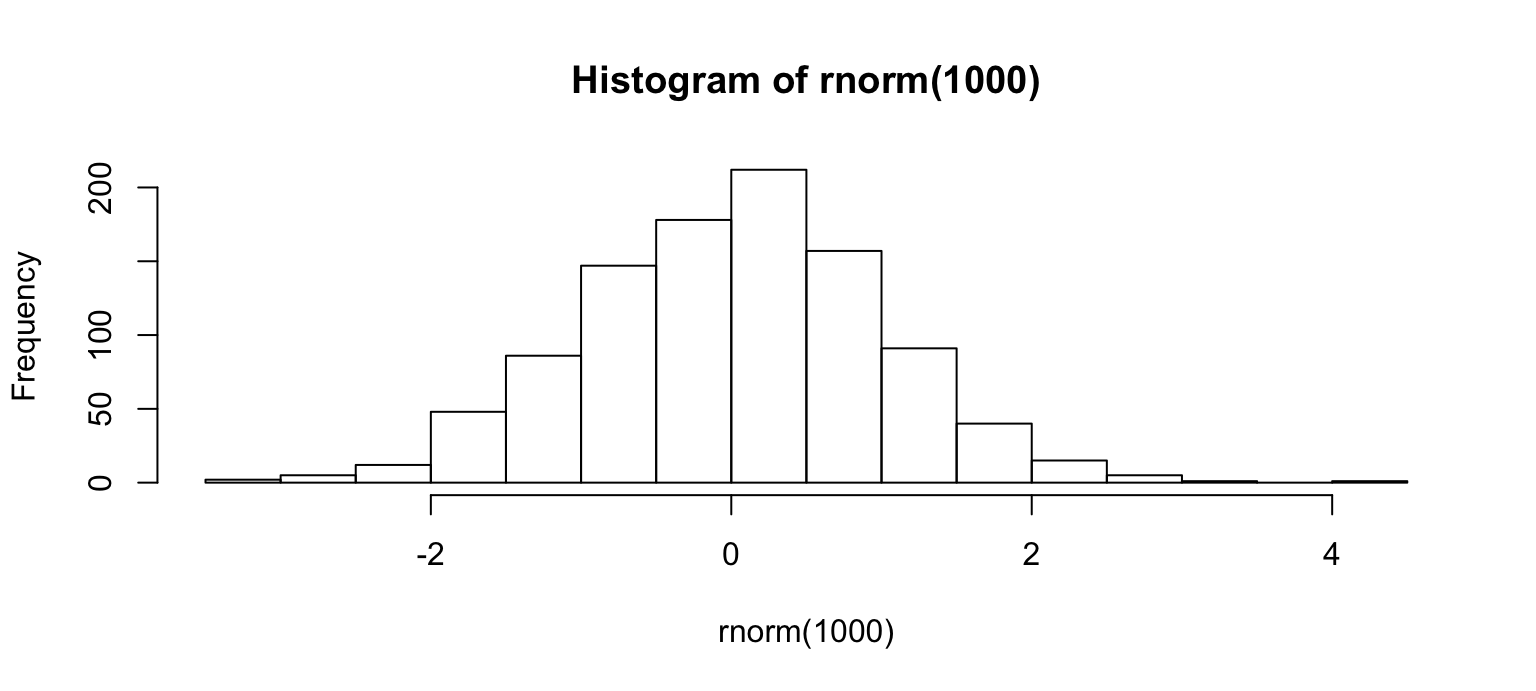 Histogram of rnorm(1000)
Frequency
200
100
50
0
-2 0 2 4
rnorm(1000)